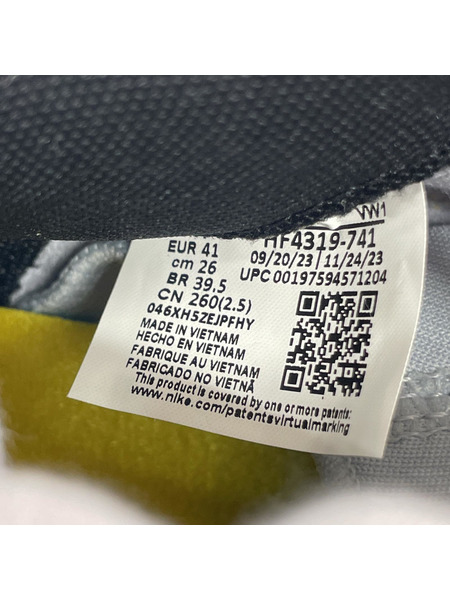 VW1
HF4319-741
EUR 41
09/20/23 11/24/23
cm 26
UPC 00197594571204
BR 39.5
CN 260(2.5)
046XH5ZEJPFHY
MADE IN VIETNAM
HECHO EN VIETNAM
FABRIQUE AU VIETNAM
FABRICADO NO VIETNÃ
This product is covered by one or more patents:
www.nike.com/patentsvirtualmarking